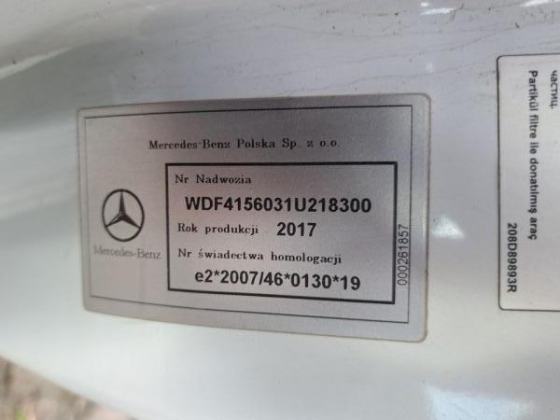 Mercedes-Benz Polska Sp. z o.o.
Nr Nadwozia
WDF4156031U218300
Rok produkcji 2017
Nr świadectwa homologacji
e2*2007/46*0130*19
000261857
Mercedes-Benz
частиц
Partikül filtre ile donatılmış araç
208D89893R